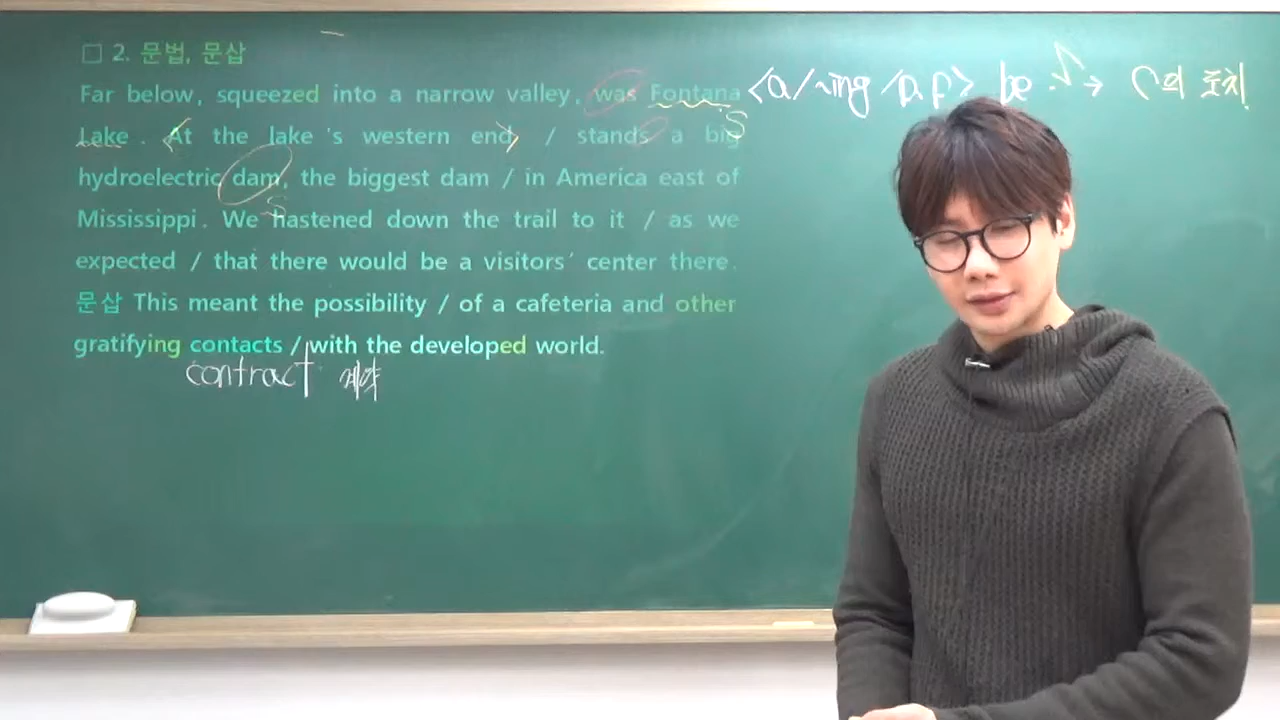 □ 2. 문법, 문삽
Far below, squeezed into a narrow valley, was Fontana
Lake. At the lake 's western end / stands a big
hydroelectric dam, the biggest dam / in America east of
Mississippi. We hastened down the trail to it / as we
expected / that there would be a visitors' center there.
문삽 This meant the possibility / of a cafeteria and other
gratifying contacts / with the developed world.
contract 계약
<a / ~ing / p.p> be S → C의 도치
S
S